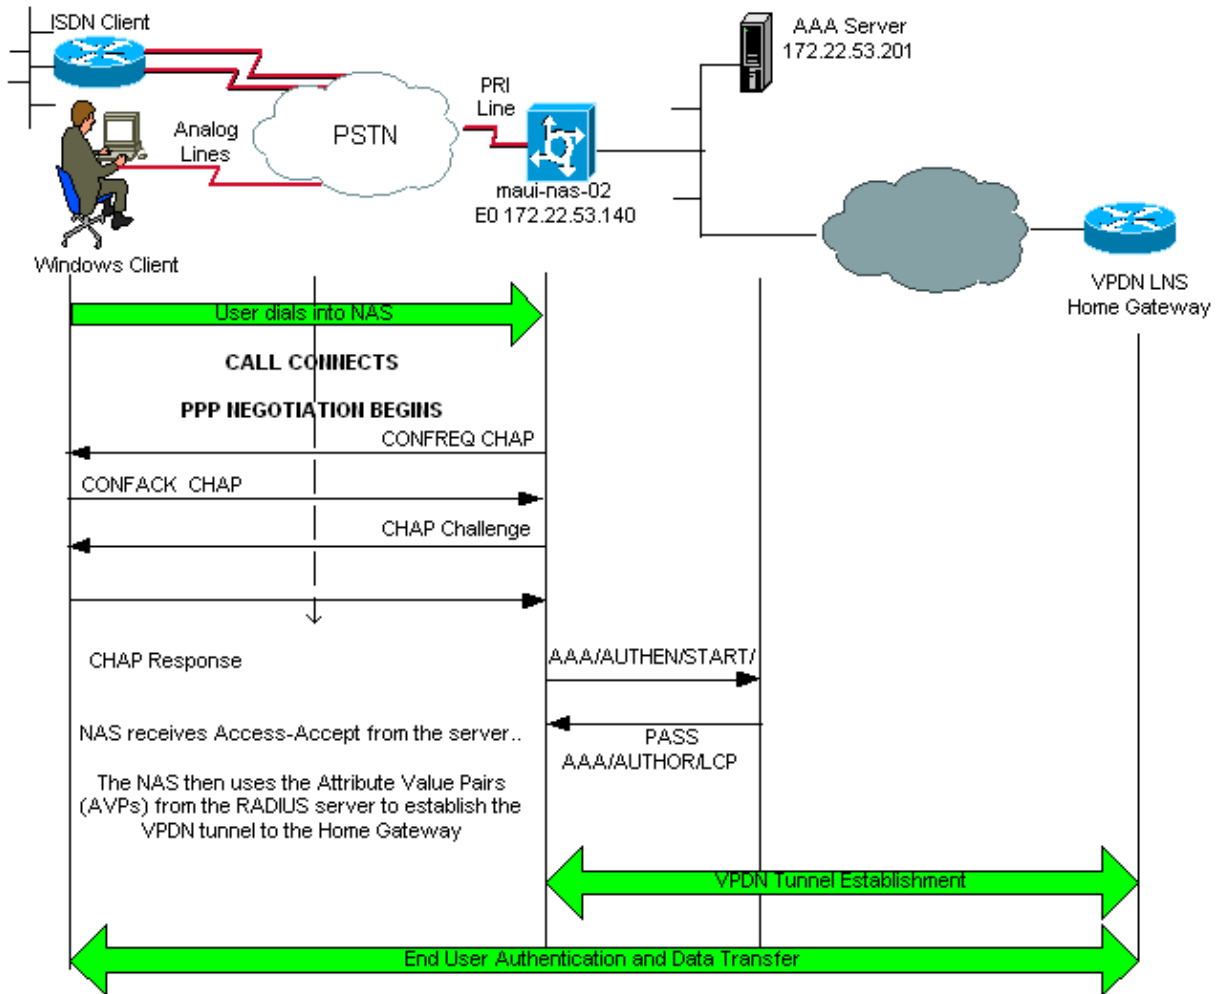 ISDN Client
AAA Server
172.22.53.201
PRI
Line
Analog
Lines
PSTN
maui-nas-02
E0 172.22.53.140
Windows Client
VPDN LNS
Home Gateway
User dials into NAS
CALL CONNECTS
PPP NEGOTIATION BEGINS
CONFREQ CHAP
CONFACK CHAP
CHAP Challenge
CHAP Response
AAA/AUTHEN/START/
NAS receives Access-Accept from the server..
PASS
AAA/AUTHOR/LCP
The NAS then uses the Attribute Value Pairs
(AVPs) from the RADIUS server to establish the
VPDN tunnel to the Home Gateway
VPDN Tunnel Establishment
End User Authentication and Data Transfer